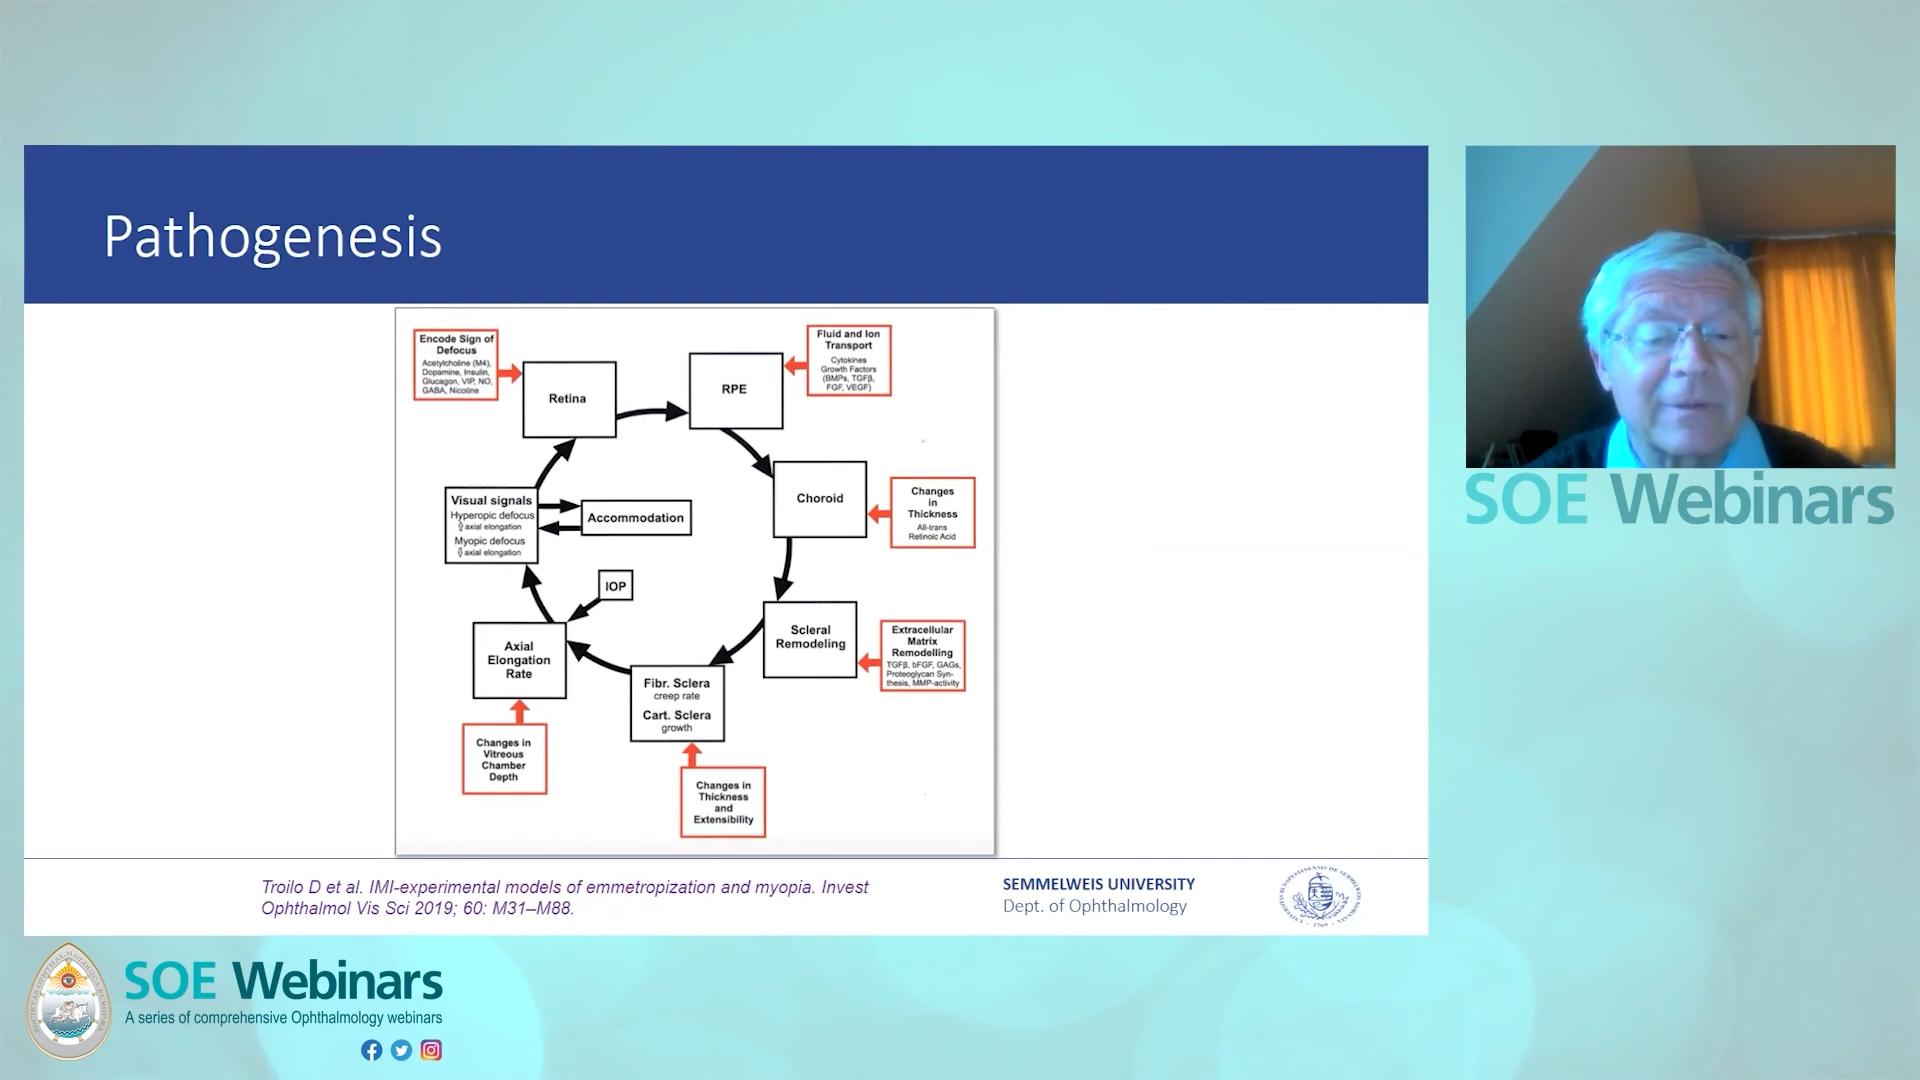 Pathogenesis
Encode Sign of
Defocus
Acetylcholine (M4),
Dopamine, Insulin,
Glucagon, VIP, NO,
GABA, Nicotine
Retina
RPE
Fluid and Ion
Transport
Cytokines
Growth Factors
(BMPs, TGFβ,
FGF, VEGF)
Choroid
Changes
in
Thickness
All-trans
Retinoic Acid
Visual signals
Hyperopic defocus
⇧ axial elongation
Myopic defocus
⇩ axial elongation
Accommodation
IOP
Scleral
Remodeling
Extracellular
Matrix
Remodelling
TGFβ, bFGF, GAGs,
Proteoglycan Syn-
thesis, MMP-activity
Axial
Elongation
Rate
Fibr. Sclera
creep rate
Cart. Sclera
growth
Changes in
Vitreous
Chamber
Depth
Changes in
Thickness
and
Extensibility
Troilo D et al. IMI-experimental models of emmetropization and myopia. Invest
Ophthalmol Vis Sci 2019; 60: M31–M88.
SEMMELWEIS UNIVERSITY
Dept. of Ophthalmology
SOE Webinars
SOE Webinars
A series of comprehensive Ophthalmology webinars